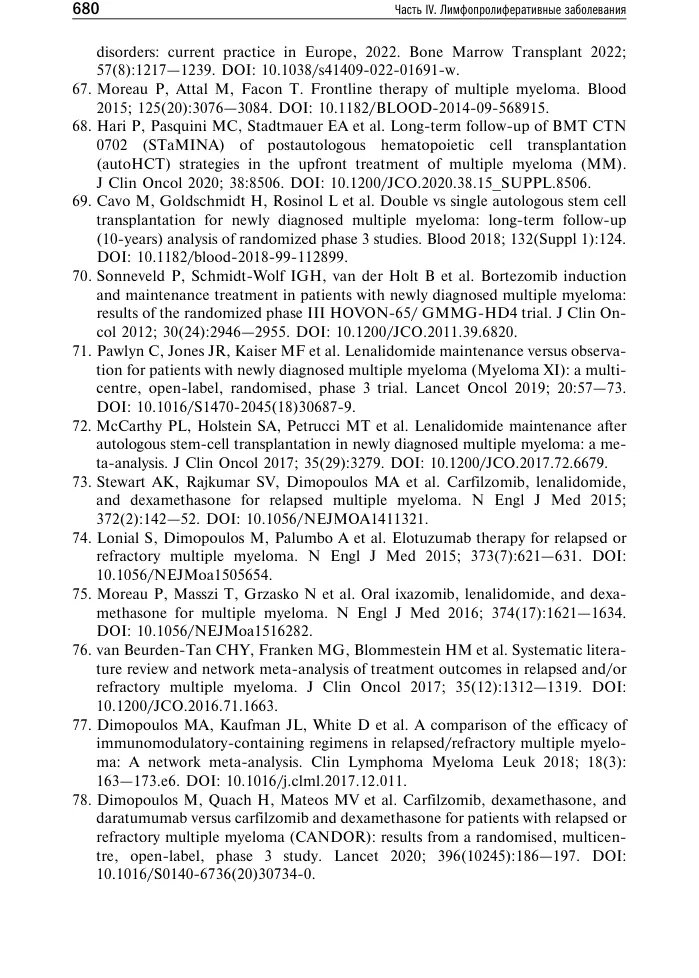 680
Часть IV. Лимфопролиферативные заболевания
disorders: current practice in Europe, 2022. Bone Marrow Transplant 2022;
57(8):1217—1239. DOI: 10.1038/s41409-022-01691-w.
67. Moreau P, Attal M, Facon T. Frontline therapy of multiple myeloma. Blood
2015; 125(20):3076—3084. DOI: 10.1182/BLOOD-2014-09-568915.
68. Hari P, Pasquini MC, Stadtmauer EA et al. Long-term follow-up of BMT CTN
0702 (STaMINA) of postautologous hematopoietic cell transplantation
(autoHCT) strategies in the upfront treatment of multiple myeloma (MM).
J Clin Oncol 2020; 38:8506. DOI: 10.1200/JCO.2020.38.15_SUPPL.8506.
69. Cavo M, Goldschmidt H, Rosinol L et al. Double vs single autologous stem cell
transplantation for newly diagnosed multiple myeloma: long-term follow-up
(10-years) analysis of randomized phase 3 studies. Blood 2018; 132(Suppl 1):124.
DOI: 10.1182/blood-2018-99-112899.
70. Sonneveld P, Schmidt-Wolf IGH, van der Holt B et al. Bortezomib induction
and maintenance treatment in patients with newly diagnosed multiple myeloma:
results of the randomized phase III HOVON-65/ GMMG-HD4 trial. J Clin On-
col 2012; 30(24):2946—2955. DOI: 10.1200/JCO.2011.39.6820.
71. Pawlyn C, Jones JR, Kaiser MF et al. Lenalidomide maintenance versus observa-
tion for patients with newly diagnosed multiple myeloma (Myeloma XI): a multi-
centre, open-label, randomised, phase 3 trial. Lancet Oncol 2019; 20:57—73.
DOI: 10.1016/S1470-2045(18)30687-9.
72. McCarthy PL, Holstein SA, Petrucci MT et al. Lenalidomide maintenance after
autologous stem-cell transplantation in newly diagnosed multiple myeloma: a me-
ta-analysis. J Clin Oncol 2017; 35(29):3279. DOI: 10.1200/JCO.2017.72.6679.
73. Stewart AK, Rajkumar SV, Dimopoulos MA et al. Carfilzomib, lenalidomide,
and dexamethasone for relapsed multiple myeloma. N Engl J Med 2015;
372(2):142—52. DOI: 10.1056/NEJMOA1411321.
74. Lonial S, Dimopoulos M, Palumbo A et al. Elotuzumab therapy for relapsed or
refractory multiple myeloma. N Engl J Med 2015; 373(7):621—631. DOI:
10.1056/NEJMoa1505654.
75. Moreau P, Masszi T, Grzasko N et al. Oral ixazomib, lenalidomide, and dexa-
methasone for multiple myeloma. N Engl J Med 2016; 374(17):1621—1634.
DOI: 10.1056/NEJMoa1516282.
76. van Beurden-Tan CHY, Franken MG, Blommestein HM et al. Systematic litera-
ture review and network meta-analysis of treatment outcomes in relapsed and/or
refractory multiple myeloma. J Clin Oncol 2017; 35(12):1312—1319. DOI:
10.1200/JCO.2016.71.1663.
77. Dimopoulos MA, Kaufman JL, White D et al. A comparison of the efficacy of
immunomodulatory-containing regimens in relapsed/refractory multiple myelo-
ma: A network meta-analysis. Clin Lymphoma Myeloma Leuk 2018; 18(3):
163—173.e6. DOI: 10.1016/j.clml.2017.12.011.
78. Dimopoulos M, Quach H, Mateos MV et al. Carfilzomib, dexamethasone, and
daratumumab versus carfilzomib and dexamethasone for patients with relapsed or
refractory multiple myeloma (CANDOR): results from a randomised, multicen-
tre, open-label, phase 3 study. Lancet 2020; 396(10245):186—197. DOI:
10.1016/S0140-6736(20)30734-0.